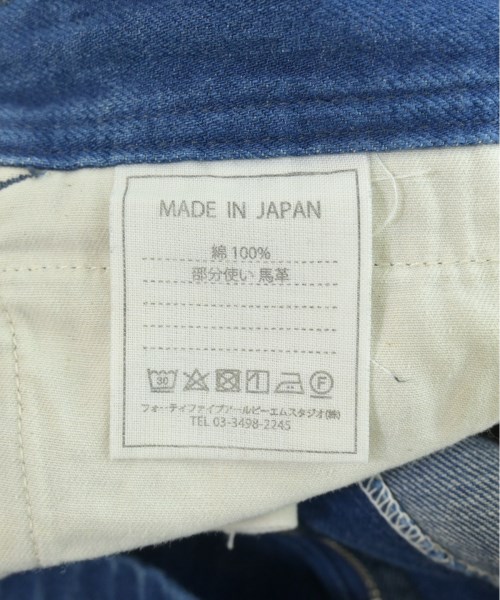 MADE IN JAPAN
綿 100%
部分使い 馬革
30
F
フォーティファイブアールピーエムスタジオ(株)
TEL 03-3498-2245